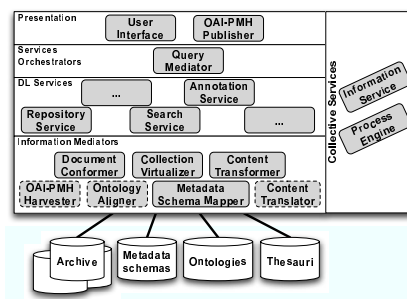 Presentation
User
Interface
OAI-PMH
Publisher
Services
Orchestrators
Query
Mediator
DL Services
...
Annotation
Service
Repository
Service
Search
Service
...
Information Mediators
Document
Conformer
Collection
Virtualizer
Content
Transformer
OAI-PMH
Harvester
Ontology
Aligner
Metadata
Schema Mapper
Content
Translator
Collective Services
Information
Service
Process
Engine
Archive
Metadata
schemas
Ontologies
Thesauri